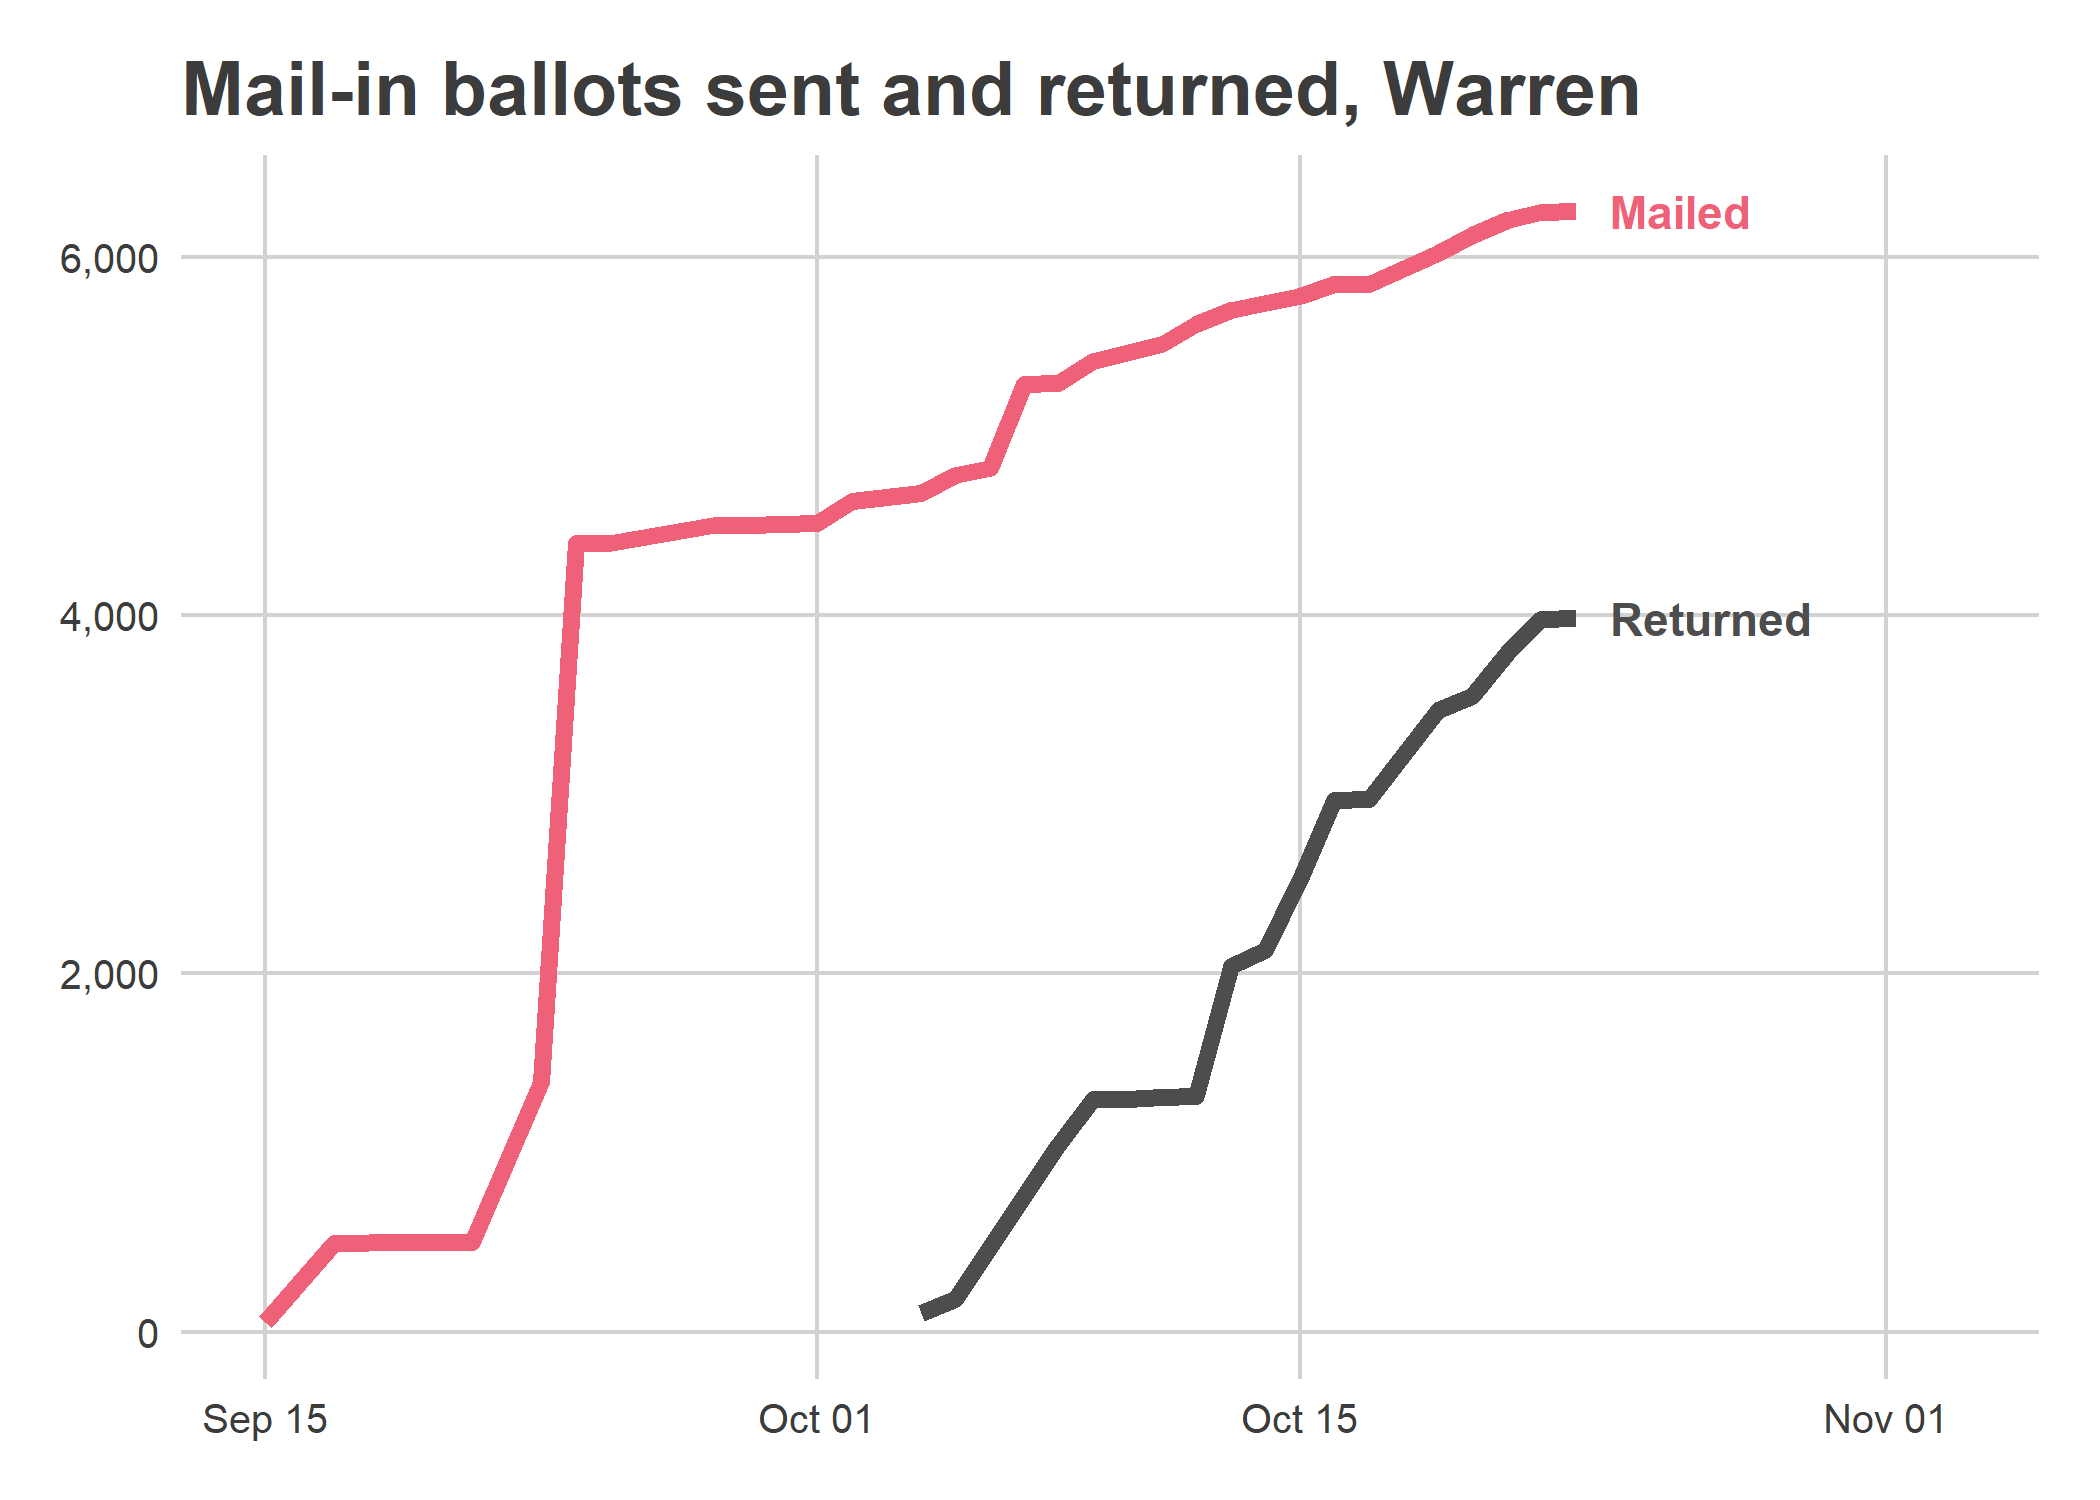 Mail-in ballots sent and returned, Warren
Mailed
6,000
4,000
Returned
2,000
0
Sep 15
Oct 01
Oct 15
Nov 01